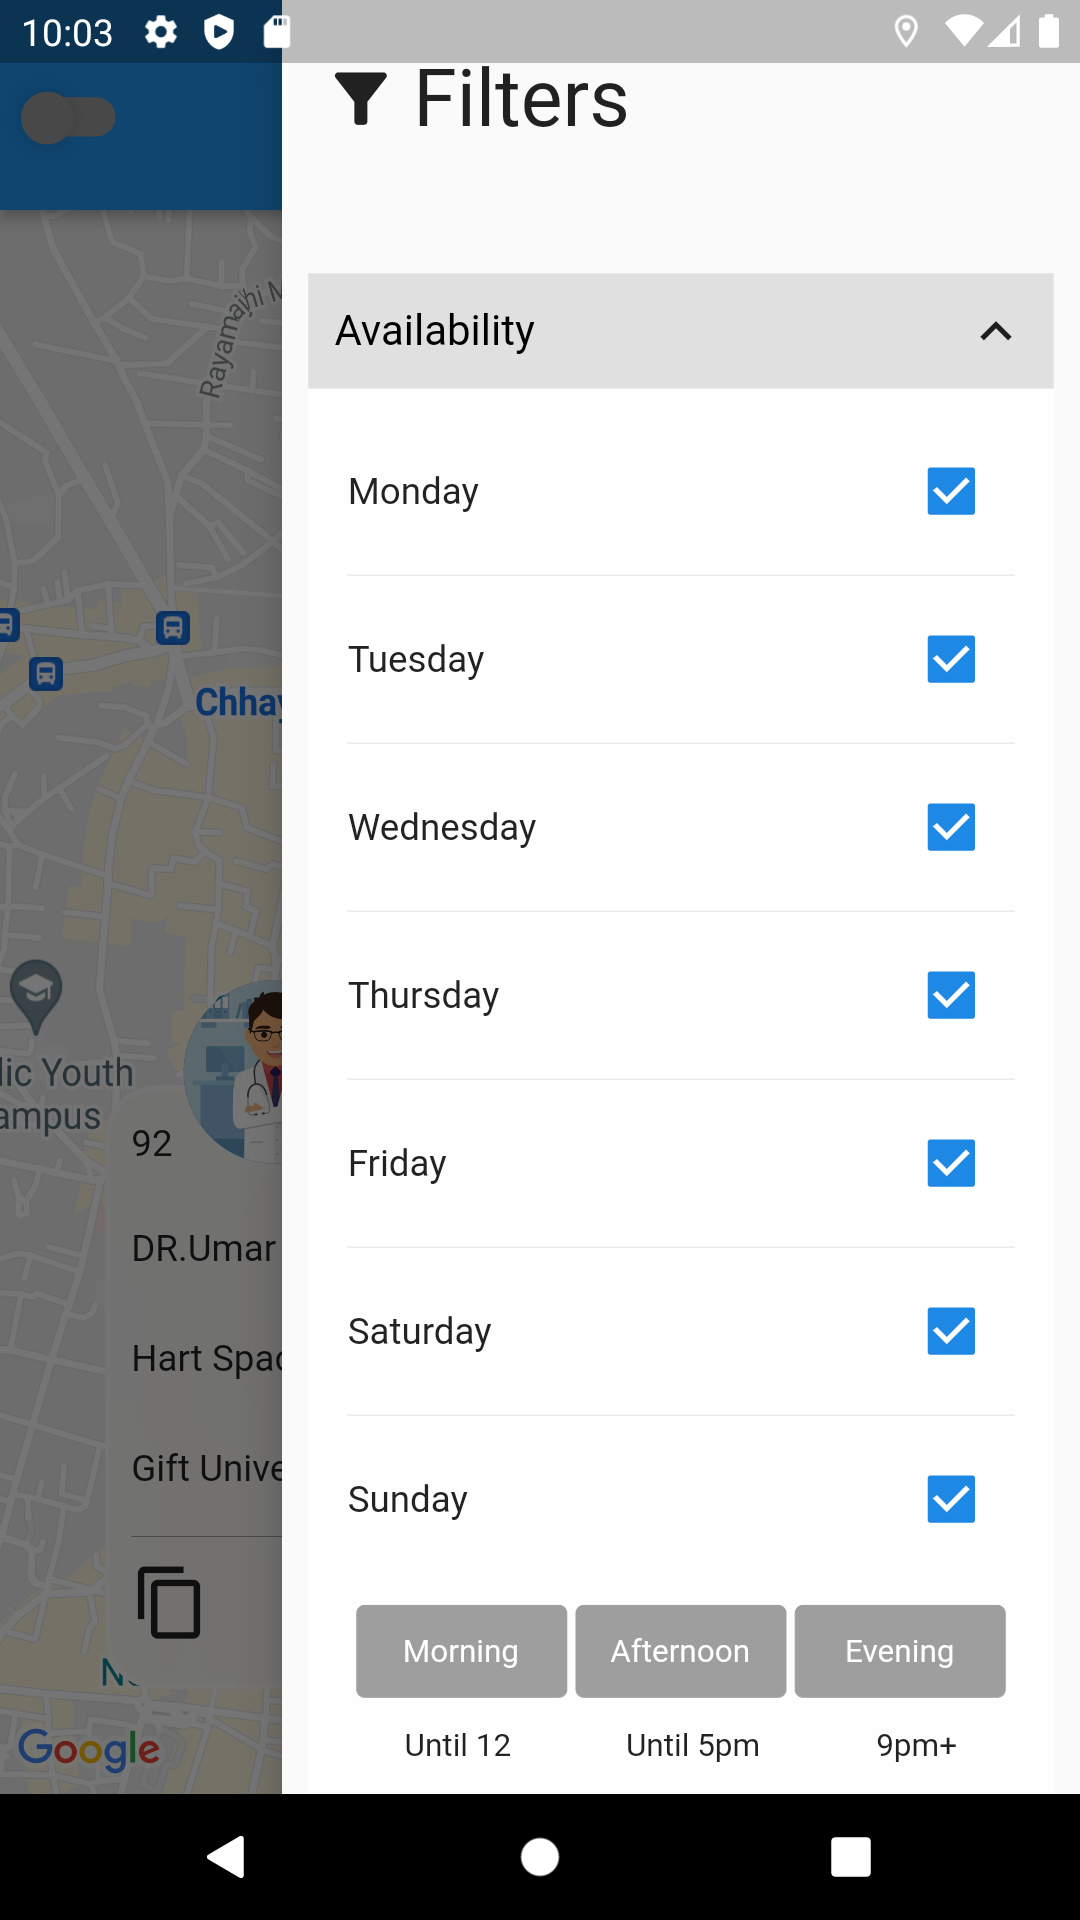 10:03
Filters
Availability
Monday
Tuesday
Wednesday
Thursday
Friday
Saturday
Sunday
Morning Afternoon Evening
Until 12 Until 5pm 9pm+
Rayamajhi M
Chhay
lic Youth
ampus
92
DR.Umar
Hart Spac
Gift Unive
Google